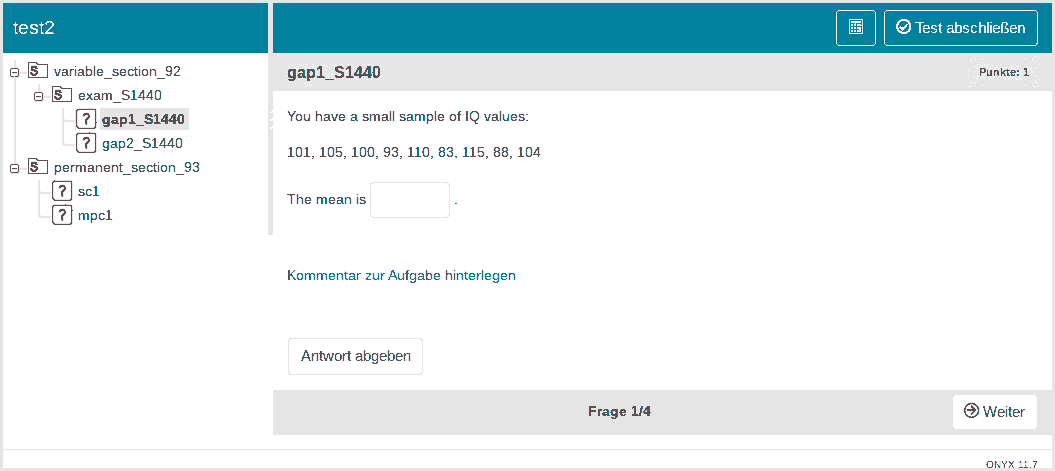 test2
Test abschließen
variable_section_92
exam_S1440
gap1_S1440
gap2_S1440
permanent_section_93
sc1
mpc1
gap1_S1440
Punkte: 1
You have a small sample of IQ values:
101, 105, 100, 93, 110, 83, 115, 88, 104
The mean is .
Kommentar zur Aufgabe hinterlegen
Antwort abgeben
Frage 1/4
Weiter
ONYX 11.7